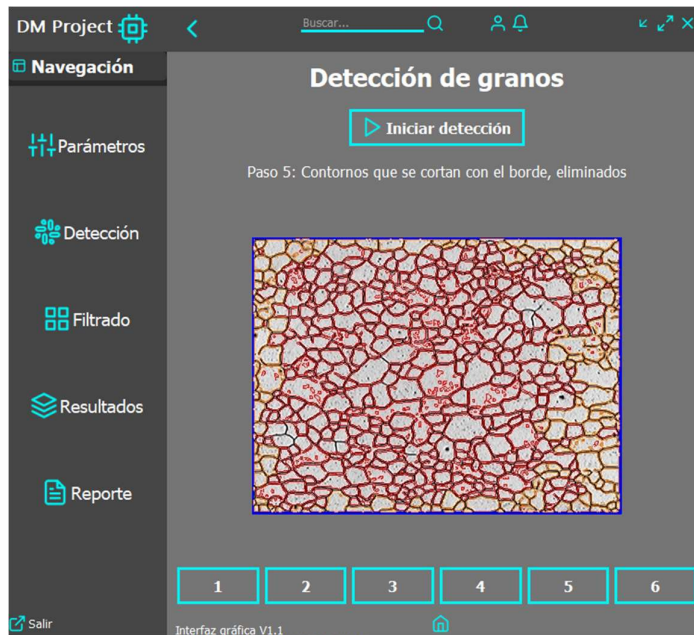 DM Project
Buscar...
Navegación
Detección de granos
Iniciar detección
Paso 5: Contornos que se cortan con el borde, eliminados
Parámetros
Detección
Filtrado
Resultados
Reporte
1 2 3 4 5 6
Salir
Interfaz gráfica V1.1